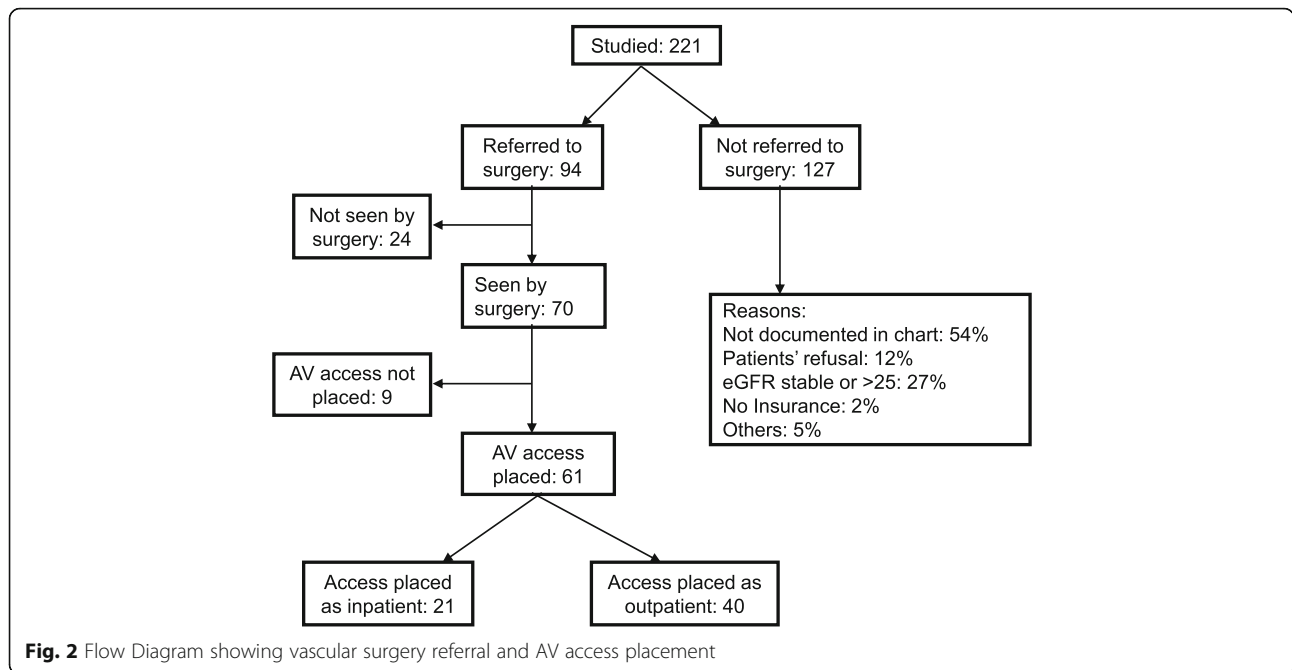 Studied: 221
Referred to
surgery: 94
Not referred to
surgery: 127
Not seen by
surgery: 24
Seen by
surgery: 70
Reasons:
Not documented in chart: 54%
Patients’ refusal: 12%
eGFR stable or >25: 27%
No Insurance: 2%
Others: 5%
AV access not
placed: 9
AV access
placed: 61
Access placed
as inpatient: 21
Access placed as
outpatient: 40
Fig. 2 Flow Diagram showing vascular surgery referral and AV access placement